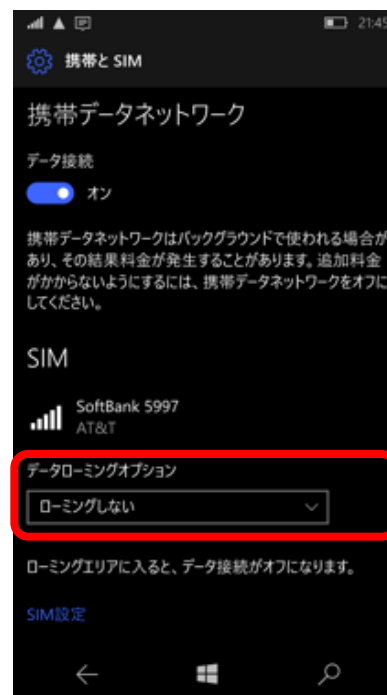 21:45
携帯と SIM
携帯データネットワーク
データ接続
オン
携帯データネットワークはバックグラウンドで使われる場合が
あり、その結果料金が発生することがあります。追加料金
がかからないようにするには、携帯データネットワークをオフに
してください。
SIM
SoftBank 5997
AT&T
データローミングオプション
ローミングしない
ローミングエリアに入ると、データ接続がオフになります。
SIM設定